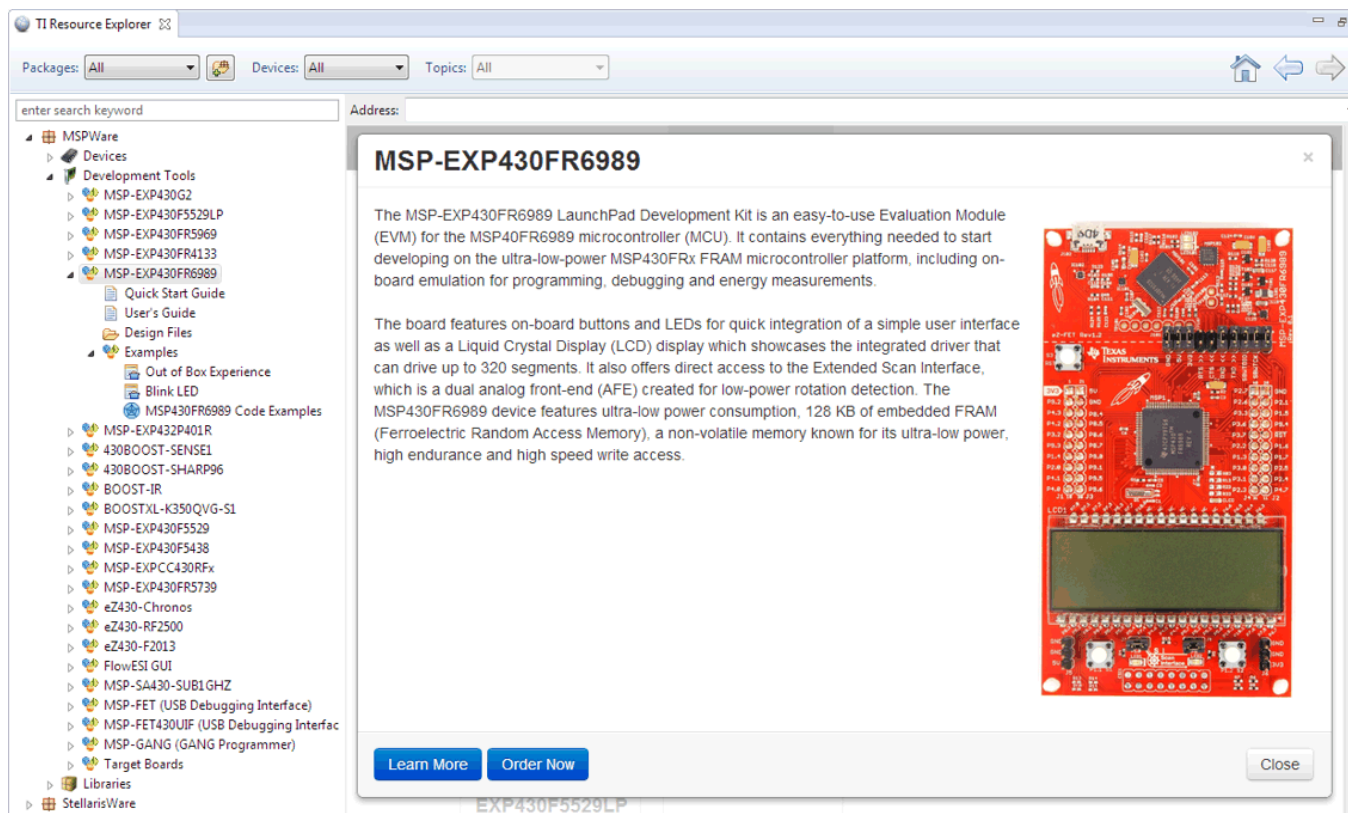 TI Resource Explorer
Packages: All Devices: All Topics: All
enter search keyword
Address:
MSPWare
Devices
Development Tools
MSP-EXP430G2
MSP-EXP430F5529LP
MSP-EXP430FR5969
MSP-EXP430FR4133
MSP-EXP430FR6989
Quick Start Guide
User's Guide
Design Files
Examples
Out of Box Experience
Blink LED
MSP430FR6989 Code Examples
MSP-EXP432P401R
430BOOST-SENSE1
430BOOST-SHARP96
BOOST-IR
BOOSTXL-K350QVG-S1
MSP-EXP430F5529
MSP-EXP430F5438
MSP-EXPCC430RFx
MSP-EXP430FR5739
eZ430-Chronos
eZ430-RF2500
eZ430-F2013
FlowESI GUI
MSP-SA430-SUB1GHZ
MSP-FET (USB Debugging Interface)
MSP-FET430UIF (USB Debugging Interfac
MSP-GANG (GANG Programmer)
Target Boards
Libraries
StellarisWare
MSP-EXP430FR6989
The MSP-EXP430FR6989 LaunchPad Development Kit is an easy-to-use Evaluation Module
(EVM) for the MSP40FR6989 microcontroller (MCU). It contains everything needed to start
developing on the ultra-low-power MSP430FRx FRAM microcontroller platform, including on-
board emulation for programming, debugging and energy measurements.
The board features on-board buttons and LEDs for quick integration of a simple user interface
as well as a Liquid Crystal Display (LCD) display which showcases the integrated driver that
can drive up to 320 segments. It also offers direct access to the Extended Scan Interface,
which is a dual analog front-end (AFE) created for low-power rotation detection. The
MSP430FR6989 device features ultra-low power consumption, 128 KB of embedded FRAM
(Ferroelectric Random Access Memory), a non-volatile memory known for its ultra-low power,
high endurance and high speed write access.
MSP-EXP430FR6989
TEXAS
INSTRUMENTS
LCD1
Learn More Order Now Close
EXP430F5529LP